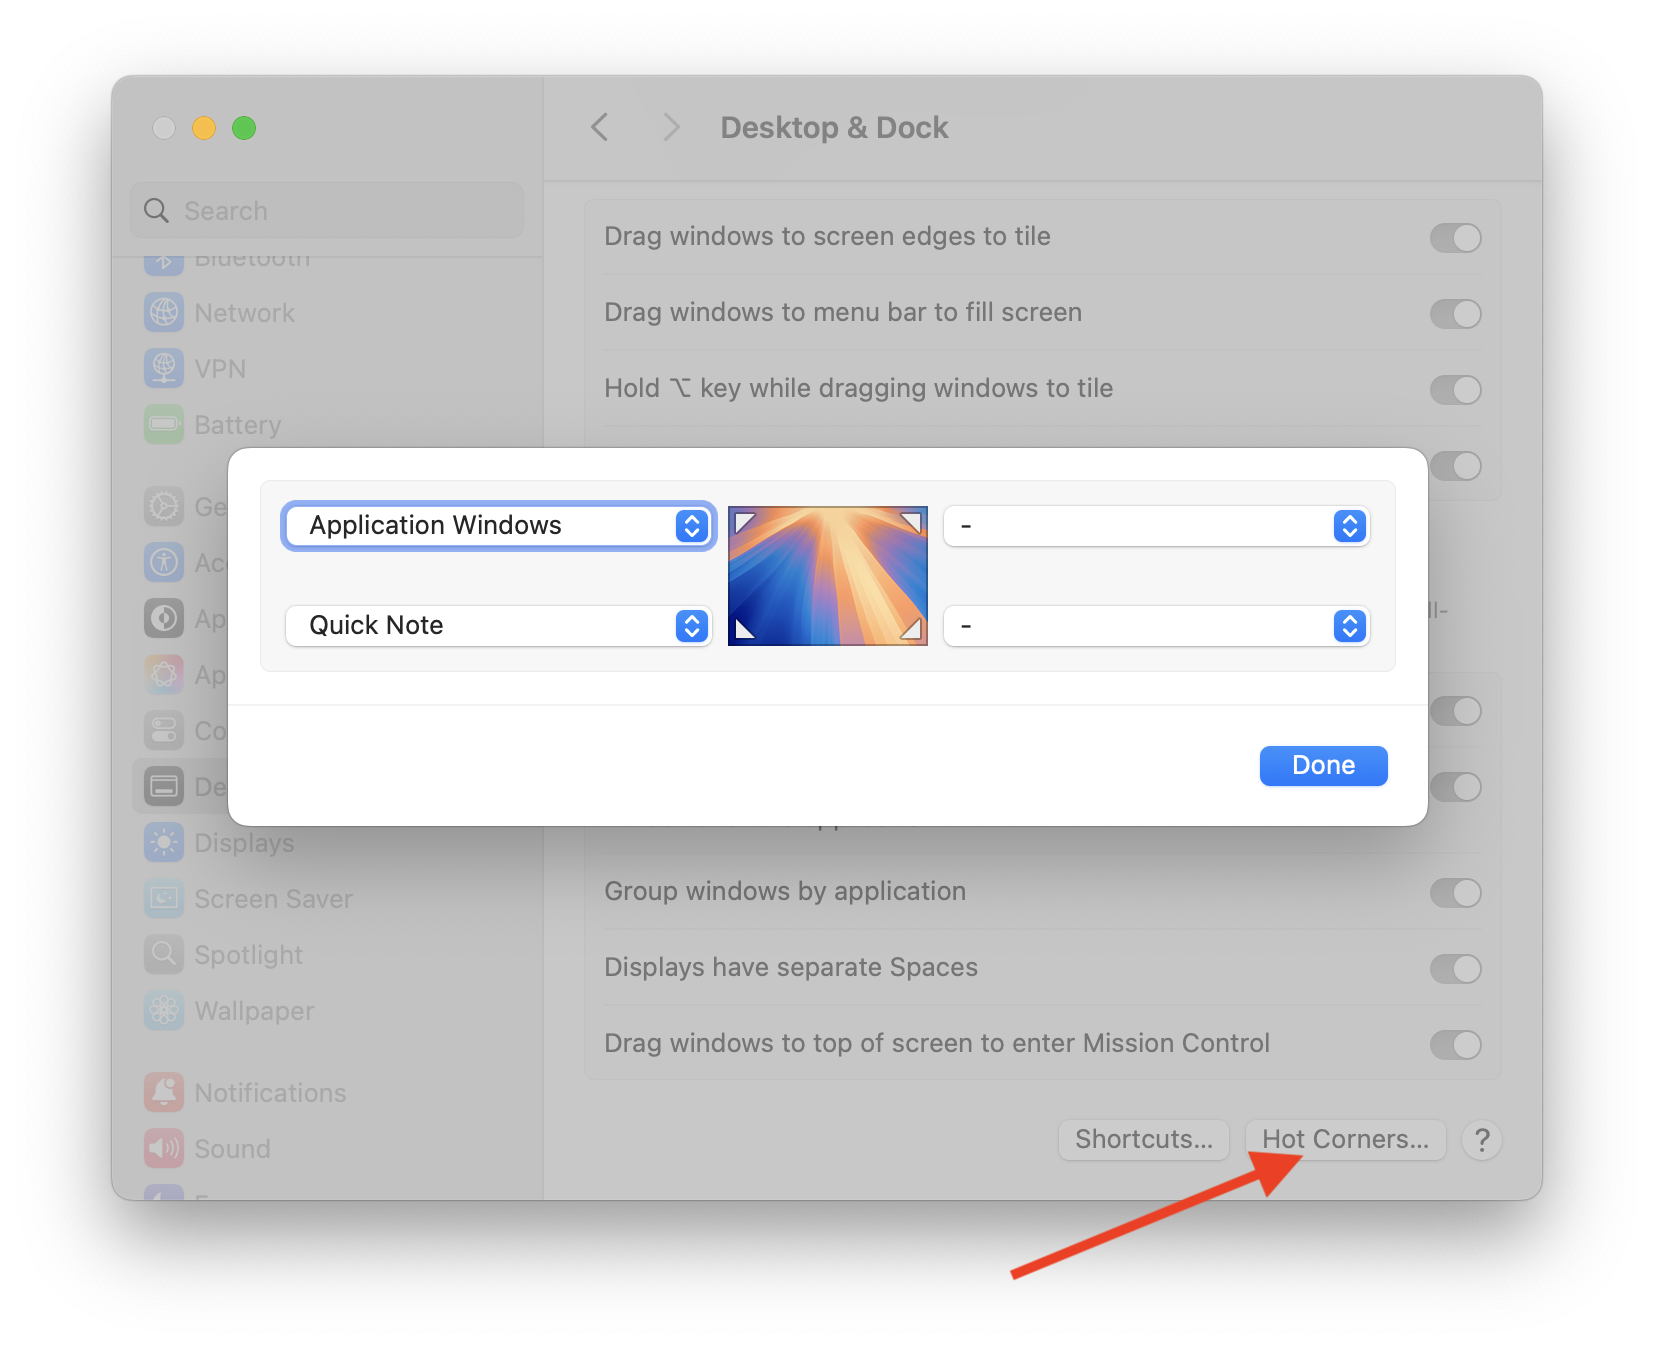 Desktop & Dock
Search
Bluetooth
Network
VPN
Battery
Ge
Ac
Ap
Ap
Co
De
Displays
Screen Saver
Spotlight
Wallpaper
Notifications
Sound
Drag windows to screen edges to tile
Drag windows to menu bar to fill screen
Hold ⌥ key while dragging windows to tile
Application Windows
-
Quick Note
-
ll-
Done
Group windows by application
Displays have separate Spaces
Drag windows to top of screen to enter Mission Control
Shortcuts...
Hot Corners...
?